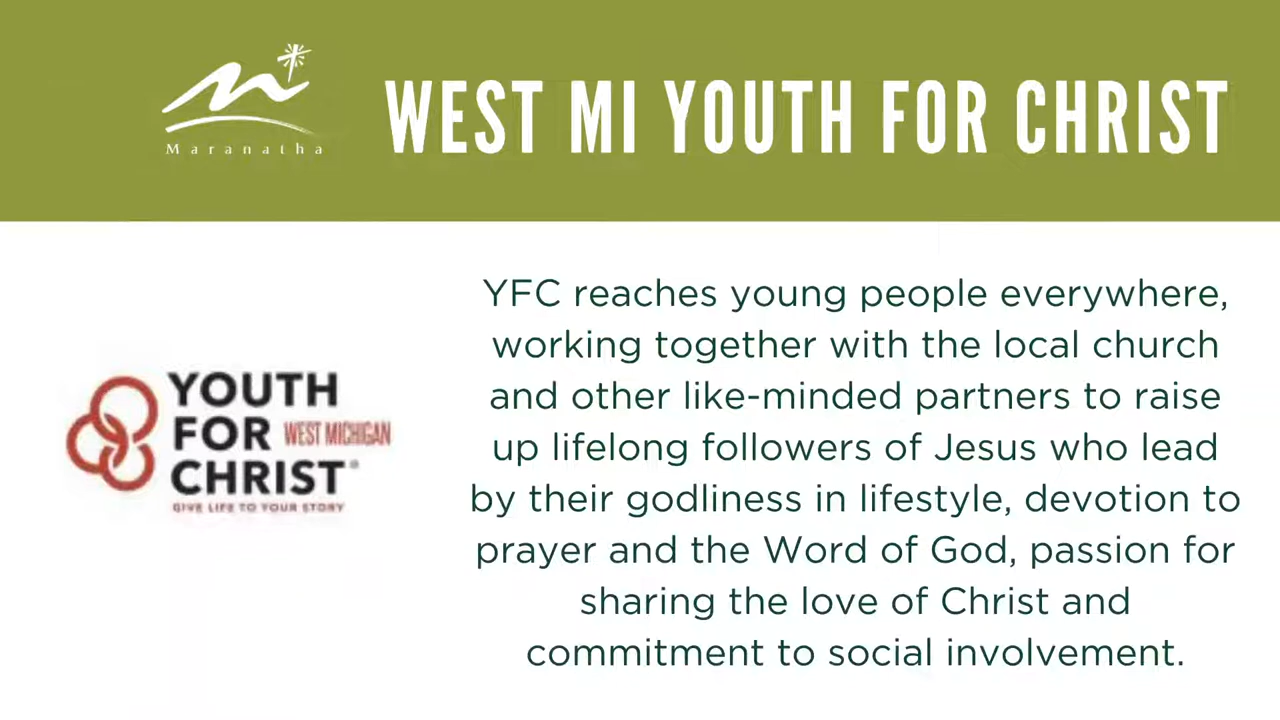 Maranatha
WEST MI YOUTH FOR CHRIST
YOUTH
FOR WEST MICHIGAN
CHRIST®
GIVE LIFE TO YOUR STORY
YFC reaches young people everywhere,
working together with the local church
and other like-minded partners to raise
up lifelong followers of Jesus who lead
by their godliness in lifestyle, devotion to
prayer and the Word of God, passion for
sharing the love of Christ and
commitment to social involvement.